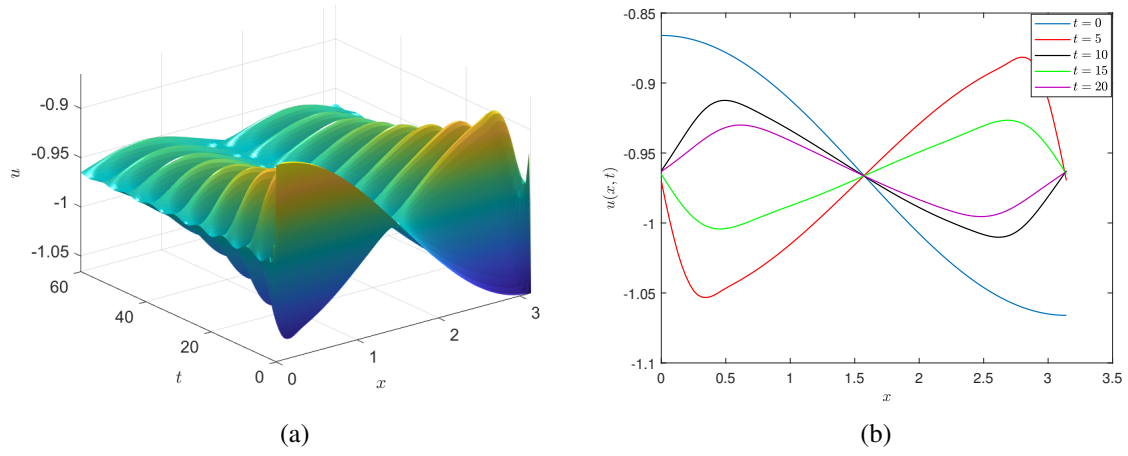 -0.9
-0.95
-1
-1.05
u
60
40
20
0
t
0
1
2
3
x
(a)
-0.85
-0.9
-0.95
-1
-1.05
-1.1
u(x, t)
0
0.5
1
1.5
2
2.5
3
3.5
x
t = 0
t = 5
t = 10
t = 15
t = 20
(b)